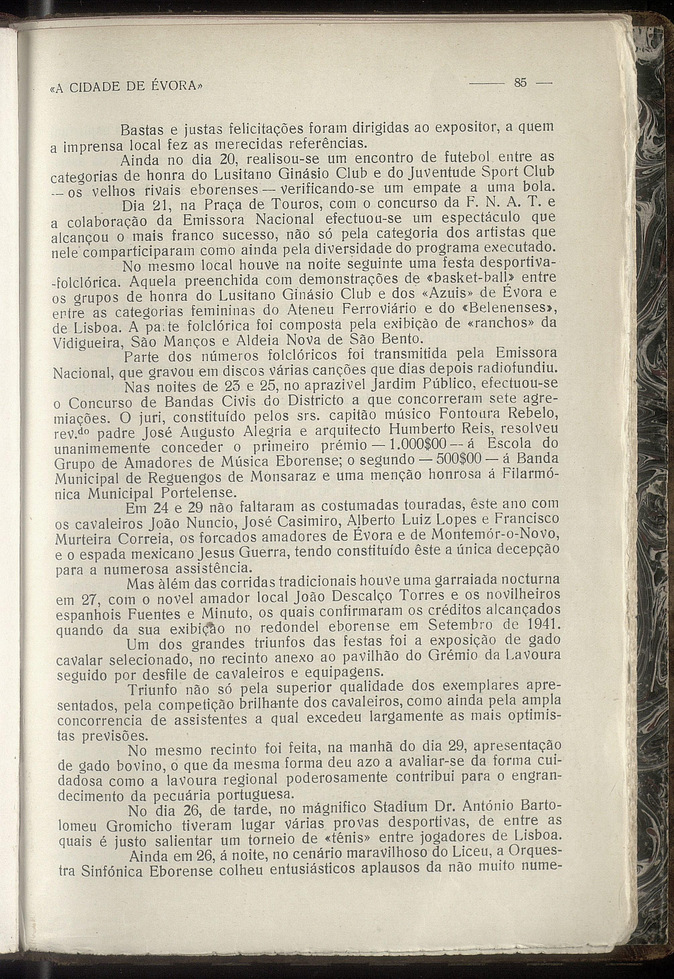 «A CIDADE DE ÉVORA» —— 85 —
Bastas e justas felicitações foram dirigidas ao expositor, a quem
a imprensa local fez as merecidas referências.
Ainda no dia 20, realisou-se um encontro de futebol entre as
categorias de honra do Lusitano Ginásio Club e do Juventude Sport Club
— os velhos rivais eborenses — verificando-se um empate a uma bola.
Dia 21, na Praça de Touros, com o concurso da F. N. A. T. e
a colaboração da Emissora Nacional efectuou-se um espectáculo que
alcançou o mais franco sucesso, não só pela categoria dos artistas que
nele comparticiparam como ainda pela diversidade do programa executado.
No mesmo local houve na noite seguinte uma festa desportiva-
-folclórica. Aquela preenchida com demonstrações de «basket-ball» entre
os grupos de honra do Lusitano Ginásio Club e dos «Azuis» de Évora e
entre as categorias femininas do Ateneu Ferroviário e do «Belenenses»,
de Lisboa. A pa.te folclórica foi composta pela exibição de «ranchos» da
Vidigueira, São Manços e Aldeia Nova de São Bento.
Parte dos números folclóricos foi transmitida pela Emissora
Nacional, que gravou em discos várias canções que dias depois radiofundiu.
Nas noites de 23 e 25, no aprazivel Jardim Público, efectuou-se
o Concurso de Bandas Civis do Districto a que concorreram sete agre-
miações. O juri, constituído pelos srs. capitão músico Fontoura Rebelo,
rev.do padre José Augusto Alegria e arquitecto Humberto Reis, resolveu
unanimemente conceder o primeiro prémio — 1.000$00 — á Escola do
Grupo de Amadores de Música Eborense; o segundo — 500$00 — á Banda
Municipal de Reguengos de Monsaraz e uma menção honrosa á Filarmó-
nica Municipal Portelense.
Em 24 e 29 não faltaram as costumadas touradas, êste ano com
os cavaleiros João Nuncio, José Casimiro, Alberto Luiz Lopes e Francisco
Murteira Correia, os forcados amadores de Évora e de Montemór-o-Novo,
e o espada mexicano Jesus Guerra, tendo constituído êste a única decepção
para a numerosa assistência.
Mas àlém das corridas tradicionais houve uma garraiada nocturna
em 27, com o novel amador local João Descalço Torres e os novilheiros
espanhois Fuentes e Minuto, os quais confirmaram os créditos alcançados
quando da sua exibição no redondel eborense em Setembro de 1941.
Um dos grandes triunfos das festas foi a exposição de gado
cavalar selecionado, no recinto anexo ao pavilhão do Grémio da Lavoura
seguido por desfile de cavaleiros e equipagens.
Triunfo não só pela superior qualidade dos exemplares apre-
sentados, pela competição brilhante dos cavaleiros, como ainda pela ampla
concorrencia de assistentes a qual excedeu largamente as mais optimis-
tas previsões.
No mesmo recinto foi feita, na manhã do dia 29, apresentação
de gado bovino, o que da mesma forma deu azo a avaliar-se da forma cui-
dadosa como a lavoura regional poderosamente contribui para o engran-
decimento da pecuária portuguesa.
No dia 26, de tarde, no mágnifico Stadium Dr. António Barto-
lomeu Gromicho tiveram lugar várias provas desportivas, de entre as
quais é justo salientar um torneio de «ténis» entre jogadores de Lisboa.
Ainda em 26, á noite, no cenário maravilhoso do Liceu, a Orques-
tra Sinfónica Eborense colheu entusiásticos aplausos da não muito nume-